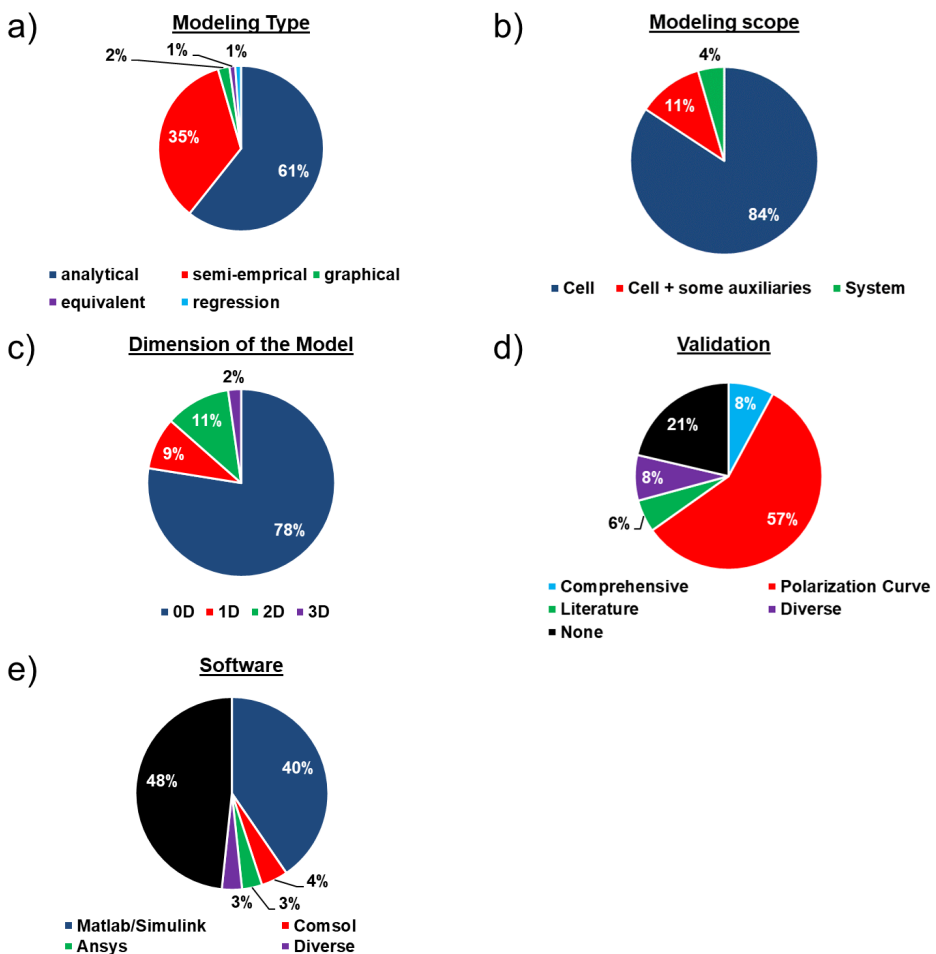 a)
Modeling Type
2%
1%
1%
35%
61%
analytical
semi-emprical
graphical
equivalent
regression
b)
Modeling scope
4%
11%
84%
Cell
Cell + some auxiliaries
System
c)
Dimension of the Model
2%
11%
9%
78%
0D
1D
2D
3D
d)
Validation
8%
21%
8%
6%
57%
Comprehensive
Polarization Curve
Literature
Diverse
None
e)
Software
48%
40%
4%
3%
3%
Matlab/Simulink
Comsol
Ansys
Diverse